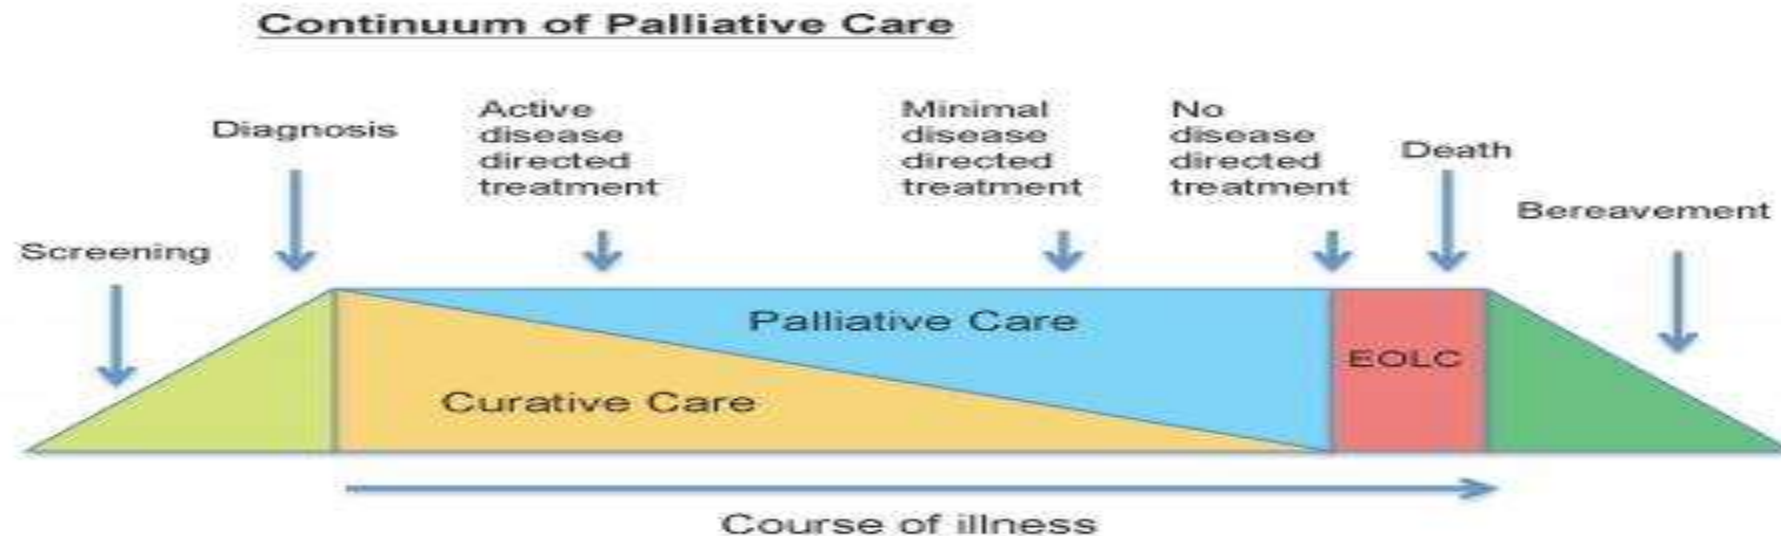 Continuum of Palliative Care
Screening
Diagnosis
Active
disease
directed
treatment
Minimal
disease
directed
treatment
No
disease
directed
treatment
Death
Bereavement
Palliative Care
Curative Care
EOLC
Course of illness